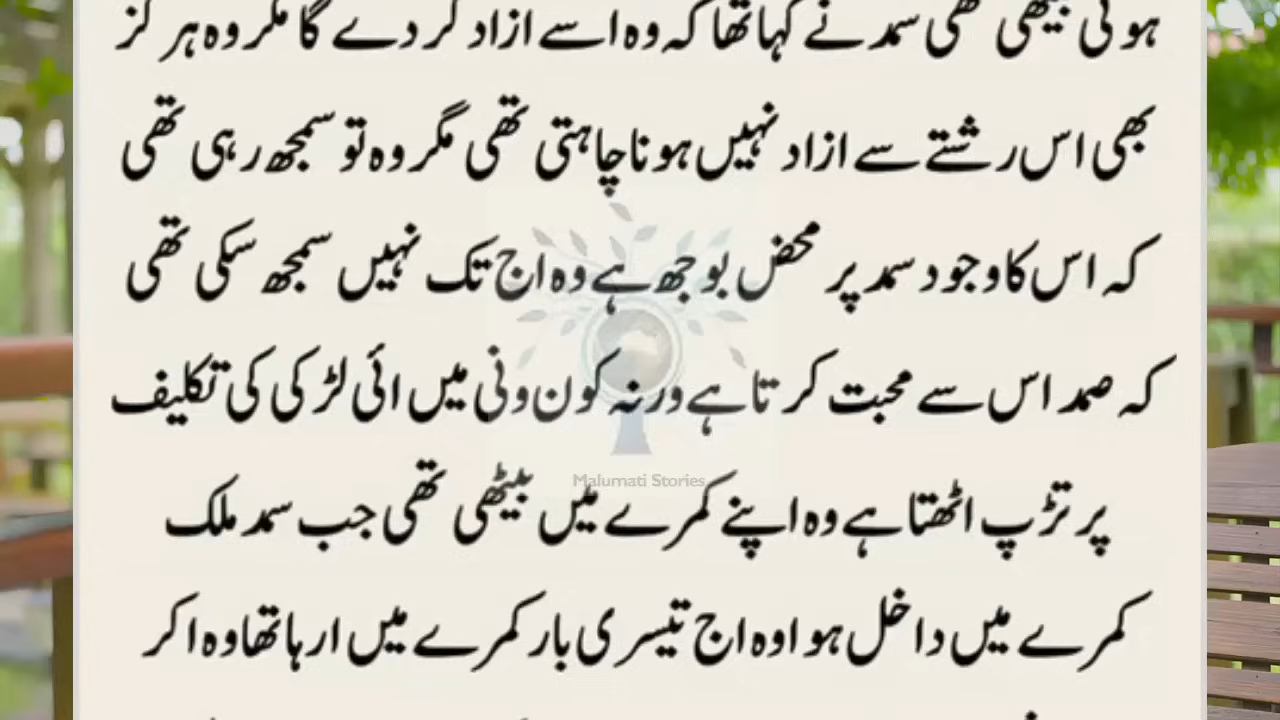 ہوئی بیٹھی تھی سمد نے کہا تھا کہ وہ اسے ازاد کر دے گا مگر وہ ہر گز
بھی اس رشتے سے ازاد نہیں ہونا چاہتی تھی مگر وہ تو سمجھ رہی تھی
کہ اس کا وجود سمد پر محض بوجھ ہے وہ اج تک نہیں سمجھ سکی تھی
کہ صمد اس سے محبت کرتا ہے ورنہ کون ونی میں ائی لڑکی کی تکلیف
Malumati Stories
پر تڑپ اٹھتا ہے وہ اپنے کمرے میں بیٹھی تھی جب سمد ملک
کمرے میں داخل ہوا وہ اج تیسری بار کمرے میں ارہا تھا وہ اکر